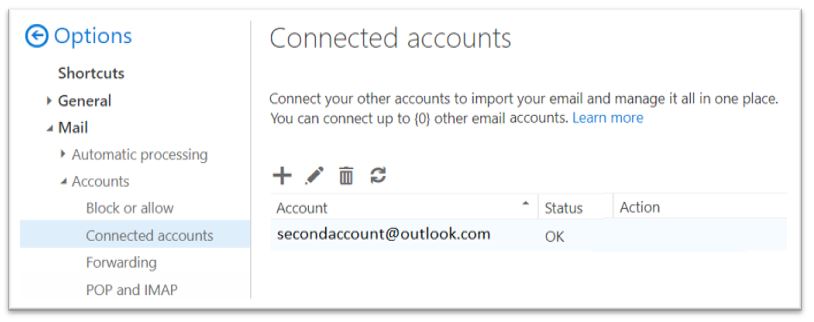 Options
Shortcuts
General
Mail
Automatic processing
Accounts
Block or allow
Connected accounts
Forwarding
POP and IMAP
Connected accounts
Connect your other accounts to import your email and manage it all in one place.
You can connect up to {0} other email accounts. Learn more
Account Status Action
secondaccount@outlook.com OK